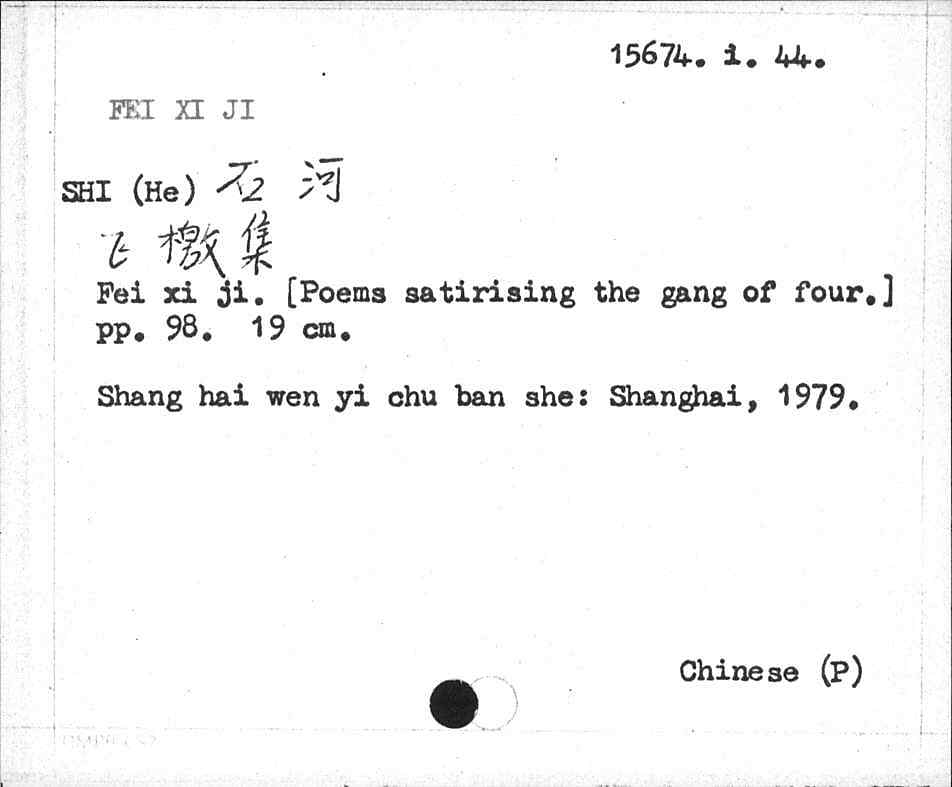 15674. i. 44.
FEI XI JI
SHI (He) 石 河
飞 檄 集
Fei xi ji. [Poems satirising the gang of four.]
pp. 98. 19 cm.
Shang hai wen yi chu ban she: Shanghai, 1979.
Chinese (P)